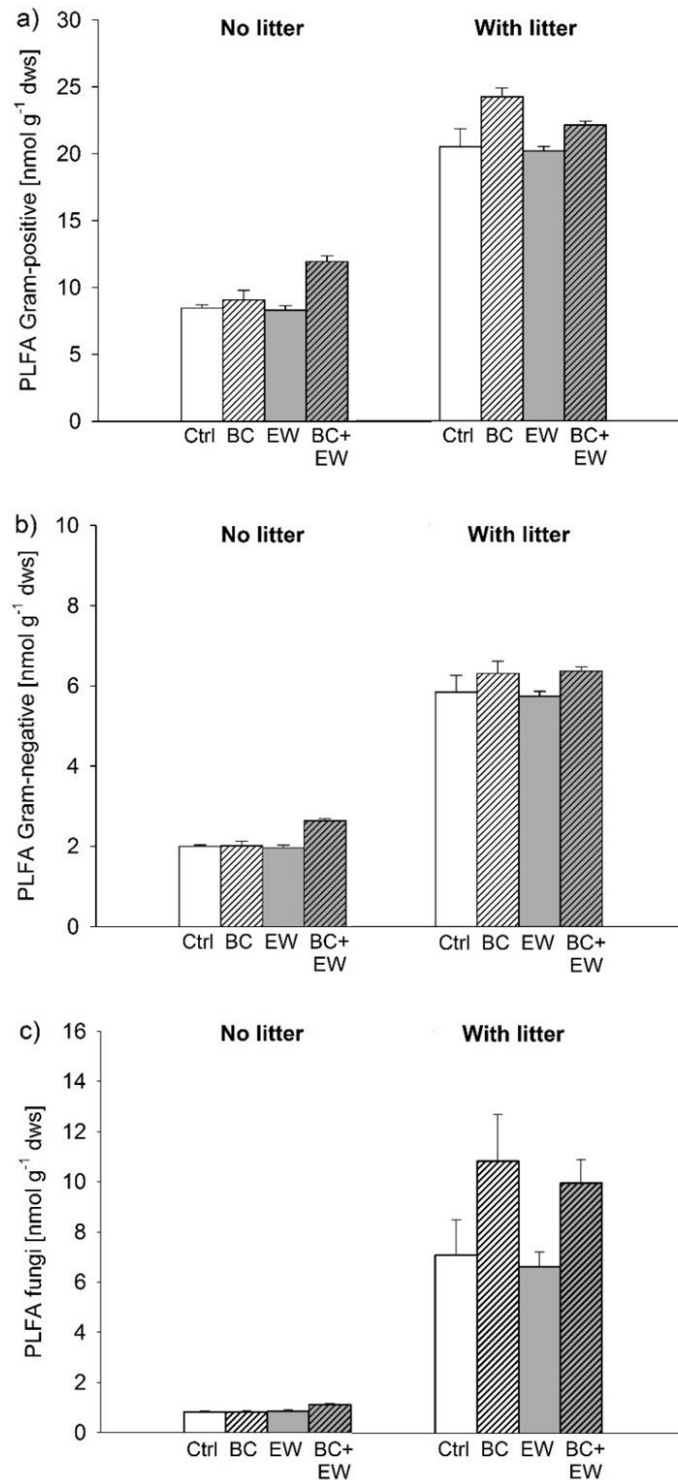 a)
No litter
With litter
PLFA Gram-positive [nmol g⁻¹ dws]
30
25
20
15
10
5
0
Ctrl BC EW BC+ EW
Ctrl BC EW BC+ EW
b)
No litter
With litter
PLFA Gram-negative [nmol g⁻¹ dws]
10
8
6
4
2
0
Ctrl BC EW BC+ EW
Ctrl BC EW BC+ EW
c)
No litter
With litter
PLFA fungi [nmol g⁻¹ dws]
16
14
12
10
8
6
4
2
0
Ctrl BC EW BC+ EW
Ctrl BC EW BC+ EW